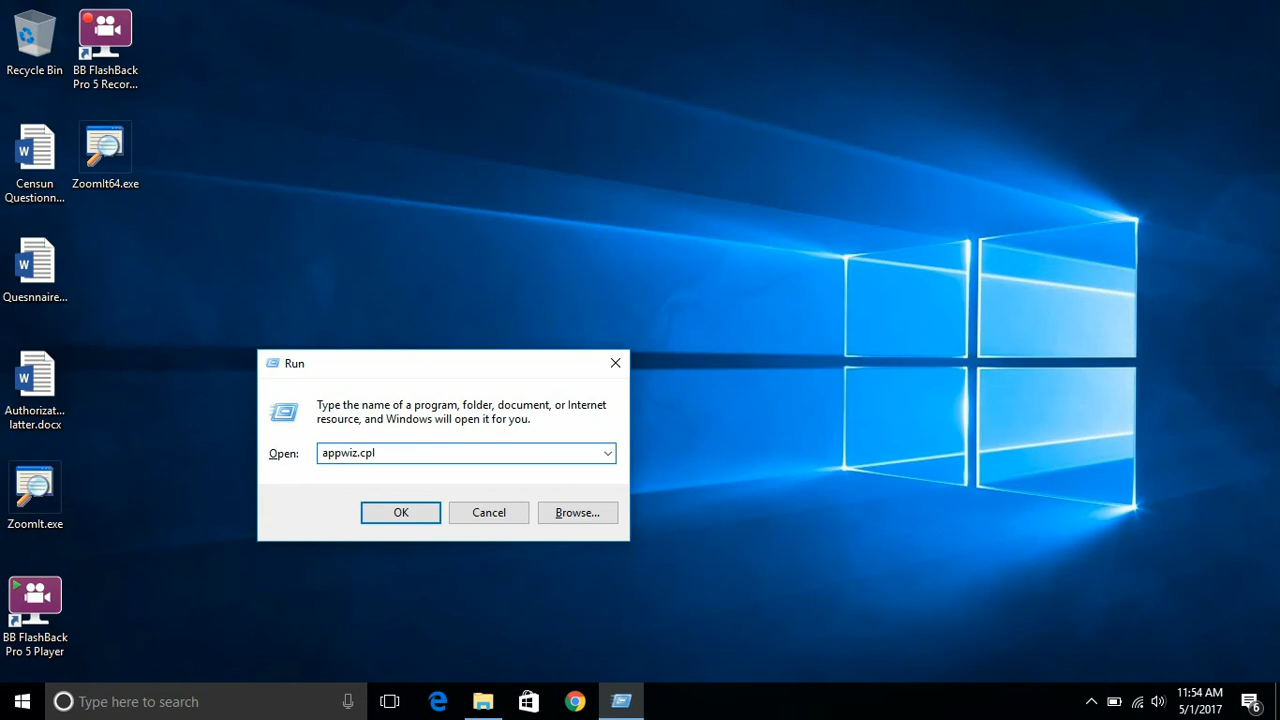 Recycle Bin
BB FlashBack
Pro 5 Recor...
Censun
Questionn...
ZoomIt64.exe
Quesnnaire...
Authorizat...
latter.docx
ZoomIt.exe
BB FlashBack
Pro 5 Player
Run
Type the name of a program, folder, document, or Internet
resource, and Windows will open it for you.
Open:
appwiz.cpl
OK
Cancel
Browse...
Type here to search
11:54 AM
5/1/2017
6